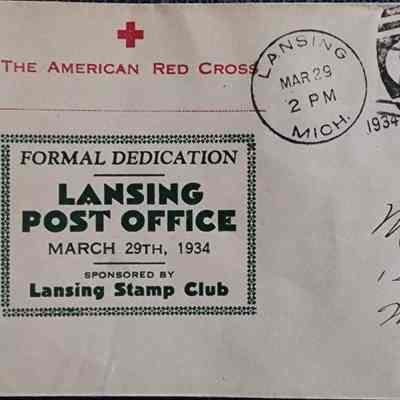 THE AMERICAN RED CROSS
LANSING
MAR 29
2 PM
MICH.
1934
FORMAL DEDICATION
LANSING
POST OFFICE
MARCH 29TH, 1934
SPONSORED BY
Lansing Stamp Club